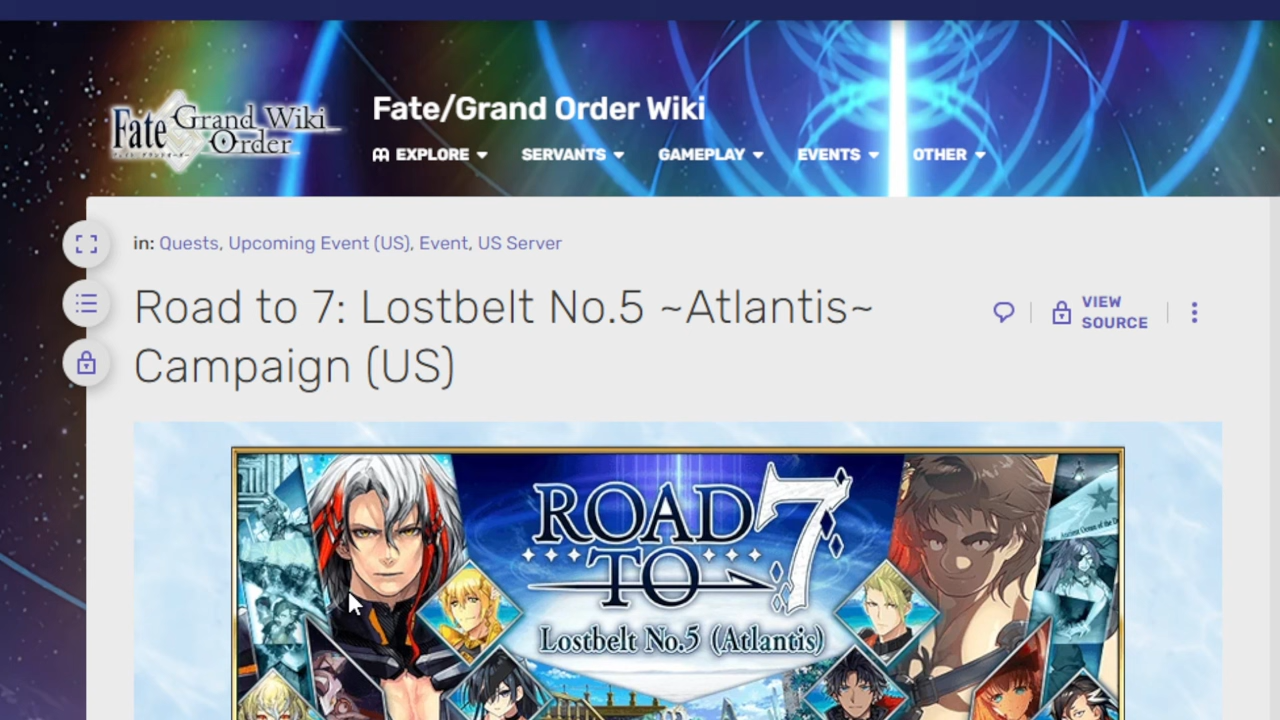 Fate Grand Wiki
Order
Fate/Grand Order Wiki
EXPLORE
SERVANTS
GAMEPLAY
EVENTS
OTHER
in: Quests, Upcoming Event (US), Event, US Server
Road to 7: Lostbelt No.5 ~Atlantis~
Campaign (US)
VIEW
SOURCE
ROAD
TO 7
Lostbelt No.5 (Atlantis)